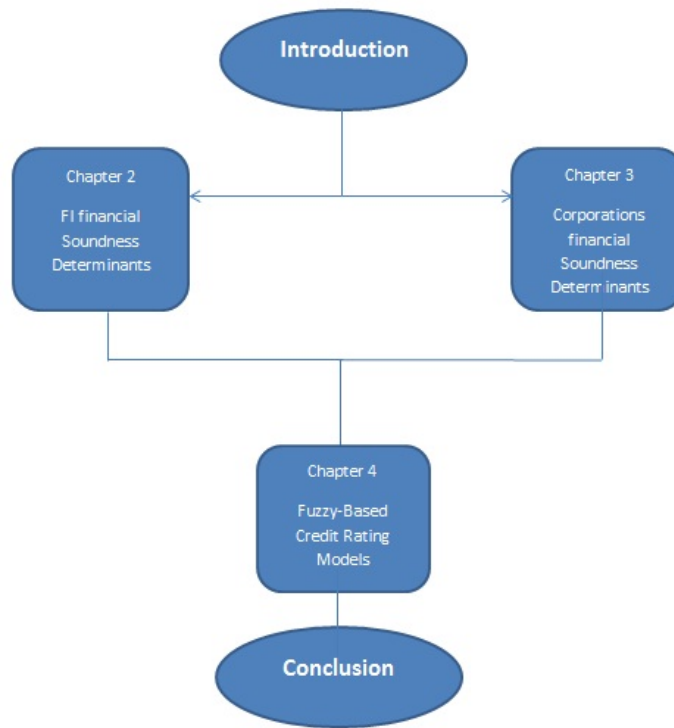 Introduction
Chapter 2
FI financial
Soundness
Determinants
Chapter 3
Corporations
financial
Soundness
Determinants
Chapter 4
Fuzzy-Based
Credit Rating
Models
Conclusion